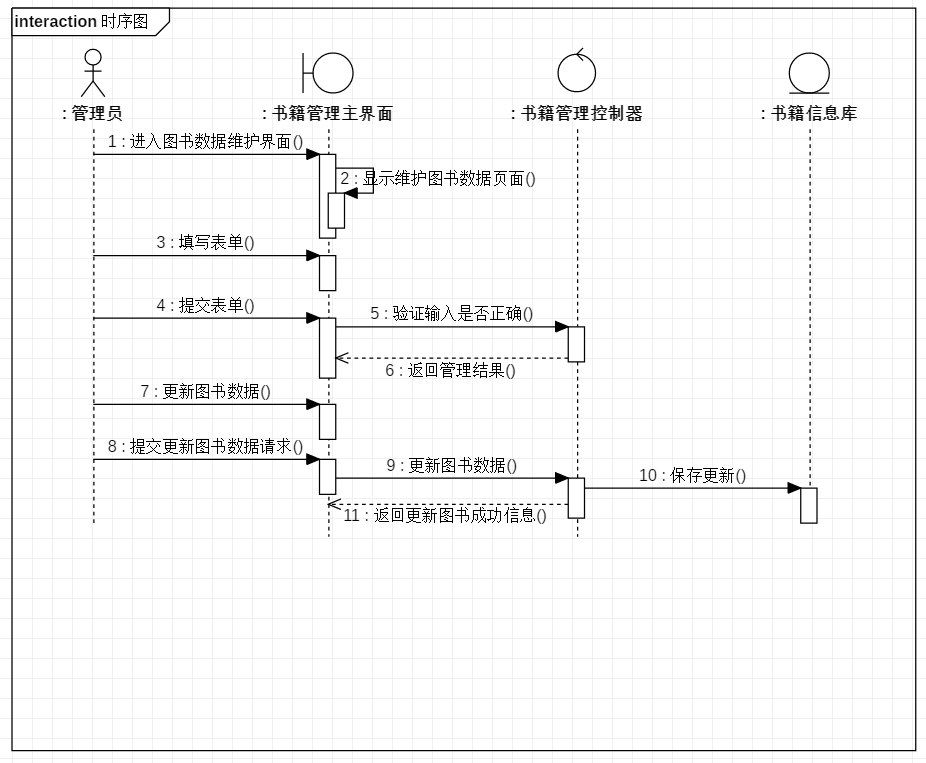 interaction 时序图
: 管理员
: 书籍管理主界面
: 书籍管理控制器
: 书籍信息库
1 : 进入图书数据维护界面()
2 : 显示维护图书数据页面()
3 : 填写表单()
4 : 提交表单()
5 : 验证输入是否正确()
6 : 返回管理结果()
7 : 更新图书数据()
8 : 提交更新图书数据请求()
9 : 更新图书数据()
10 : 保存更新()
11 : 返回更新图书成功信息()